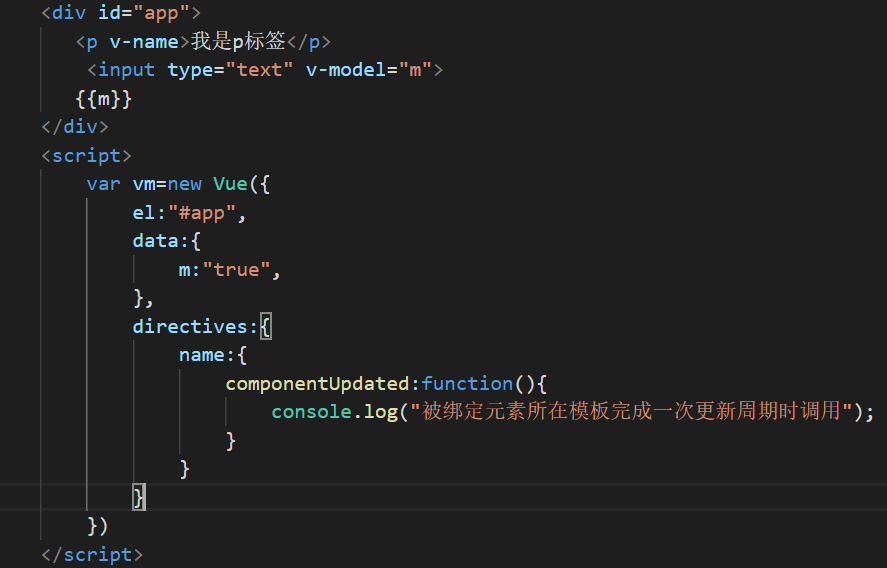 <div id="app">
<p v-name>我是p标签</p>
<input type="text" v-model="m">
{{m}}
</div>
<script>
var vm=new Vue({
el:"#app",
data:{
m:"true",
},
directives:{
name:{
componentUpdated:function(){
console.log("被绑定元素所在模板完成一次更新周期时调用");
}
}
}
})
</script>